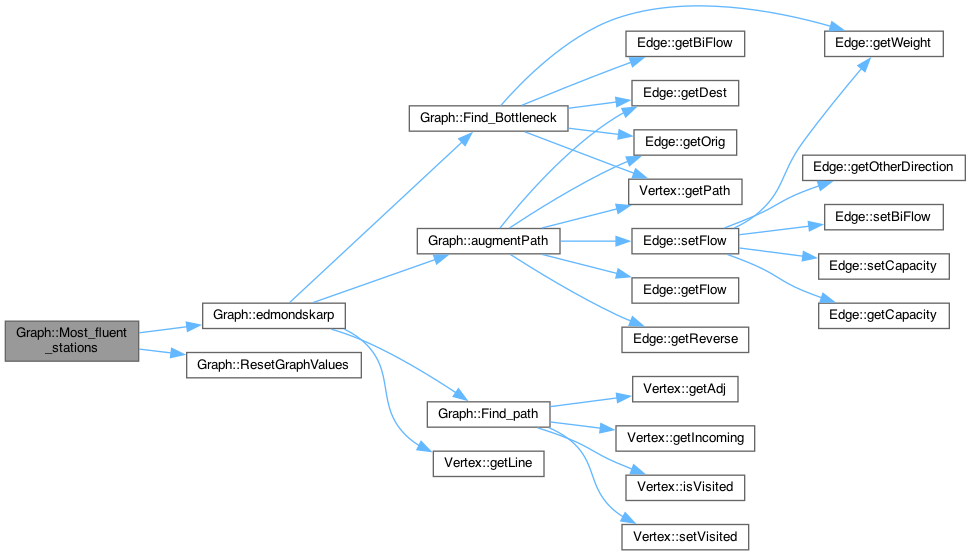 Graph::Most_fluent
_stations
Graph::edmondskarp
Graph::ResetGraphValues
Graph::Find_Bottleneck
Graph::augmentPath
Graph::Find_path
Vertex::getLine
Edge::getBiFlow
Edge::getDest
Edge::getOrig
Vertex::getPath
Edge::setFlow
Edge::getFlow
Edge::getReverse
Vertex::getAdj
Vertex::getIncoming
Vertex::isVisited
Vertex::setVisited
Edge::getWeight
Edge::getOtherDirection
Edge::setBiFlow
Edge::setCapacity
Edge::getCapacity